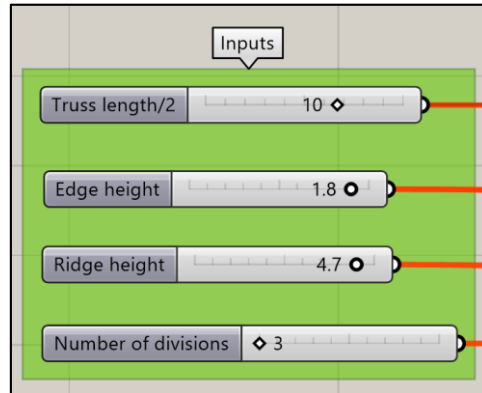 Inputs
Truss length/2 10
Edge height 1.8
Ridge height 4.7
Number of divisions 3